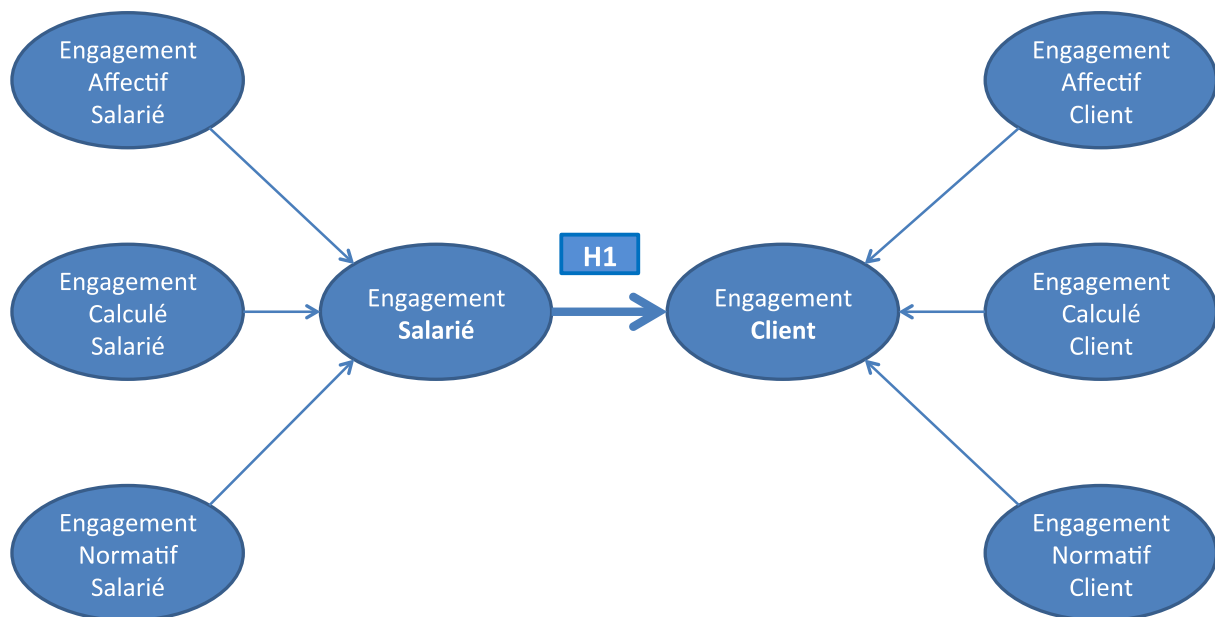 Engagement
Affectif
Salarié
Engagement
Affectif
Client
H1
Engagement
Calculé
Salarié
Engagement
Salarié
Engagement
Client
Engagement
Calculé
Client
Engagement
Normatif
Salarié
Engagement
Normatif
Client